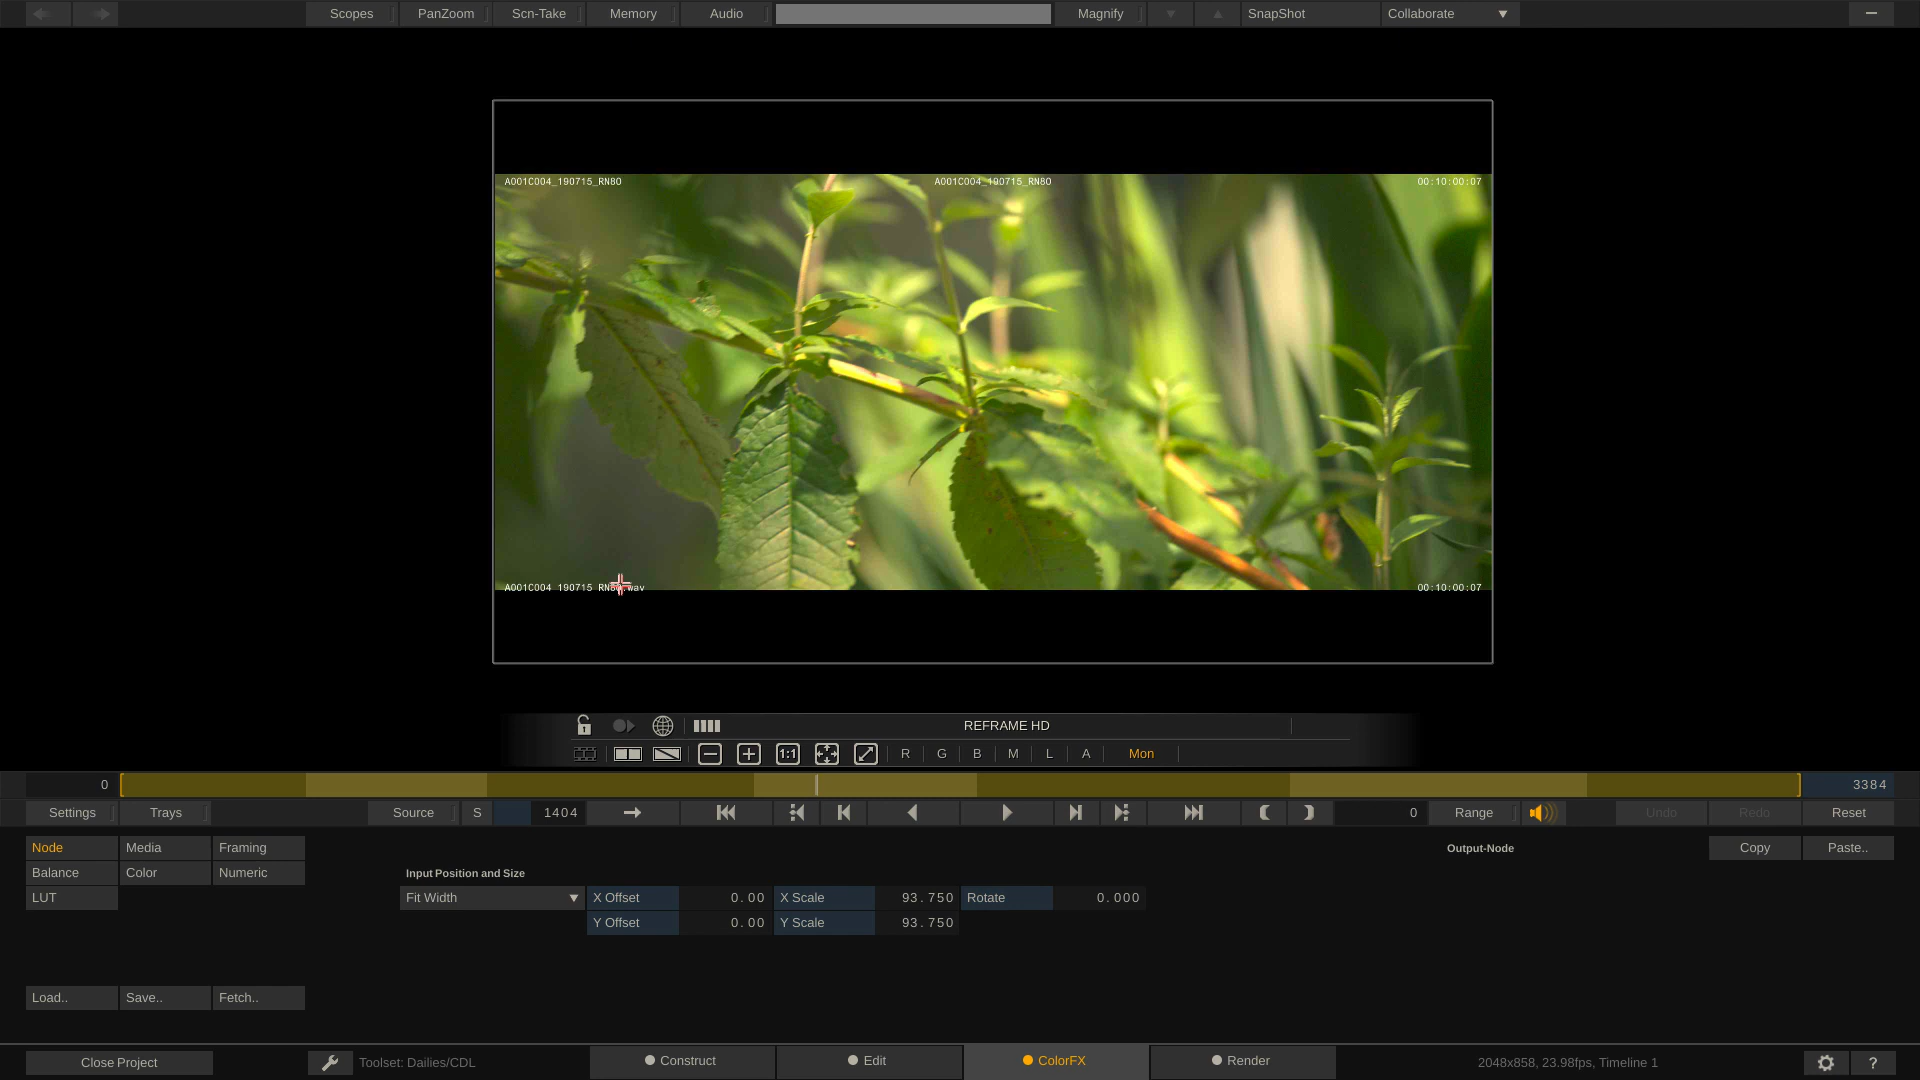 Scopes PanZoom Scn-Take Memory Audio Magnify SnapShot Collaborate
A001C004_190715_RN80 A001C004_190715_RN80 00:10:00:07
A001C004_190715_RN80.wav 00:10:00:07
REFRAME HD
1:1 R G B M L A Mon
0 3384
Settings Trays Source S 1404 0 Range Undo Redo Reset
Node Media Framing Output-Node Copy Paste..
Balance Color Numeric Input Position and Size
LUT Fit Width X Offset 0.00 X Scale 93.750 Rotate 0.000
Y Offset 0.00 Y Scale 93.750
Load.. Save.. Fetch..
Close Project Toolset: Dailies/CDL Construct Edit ColorFX Render 2048x858, 23.98fps, Timeline 1 ?